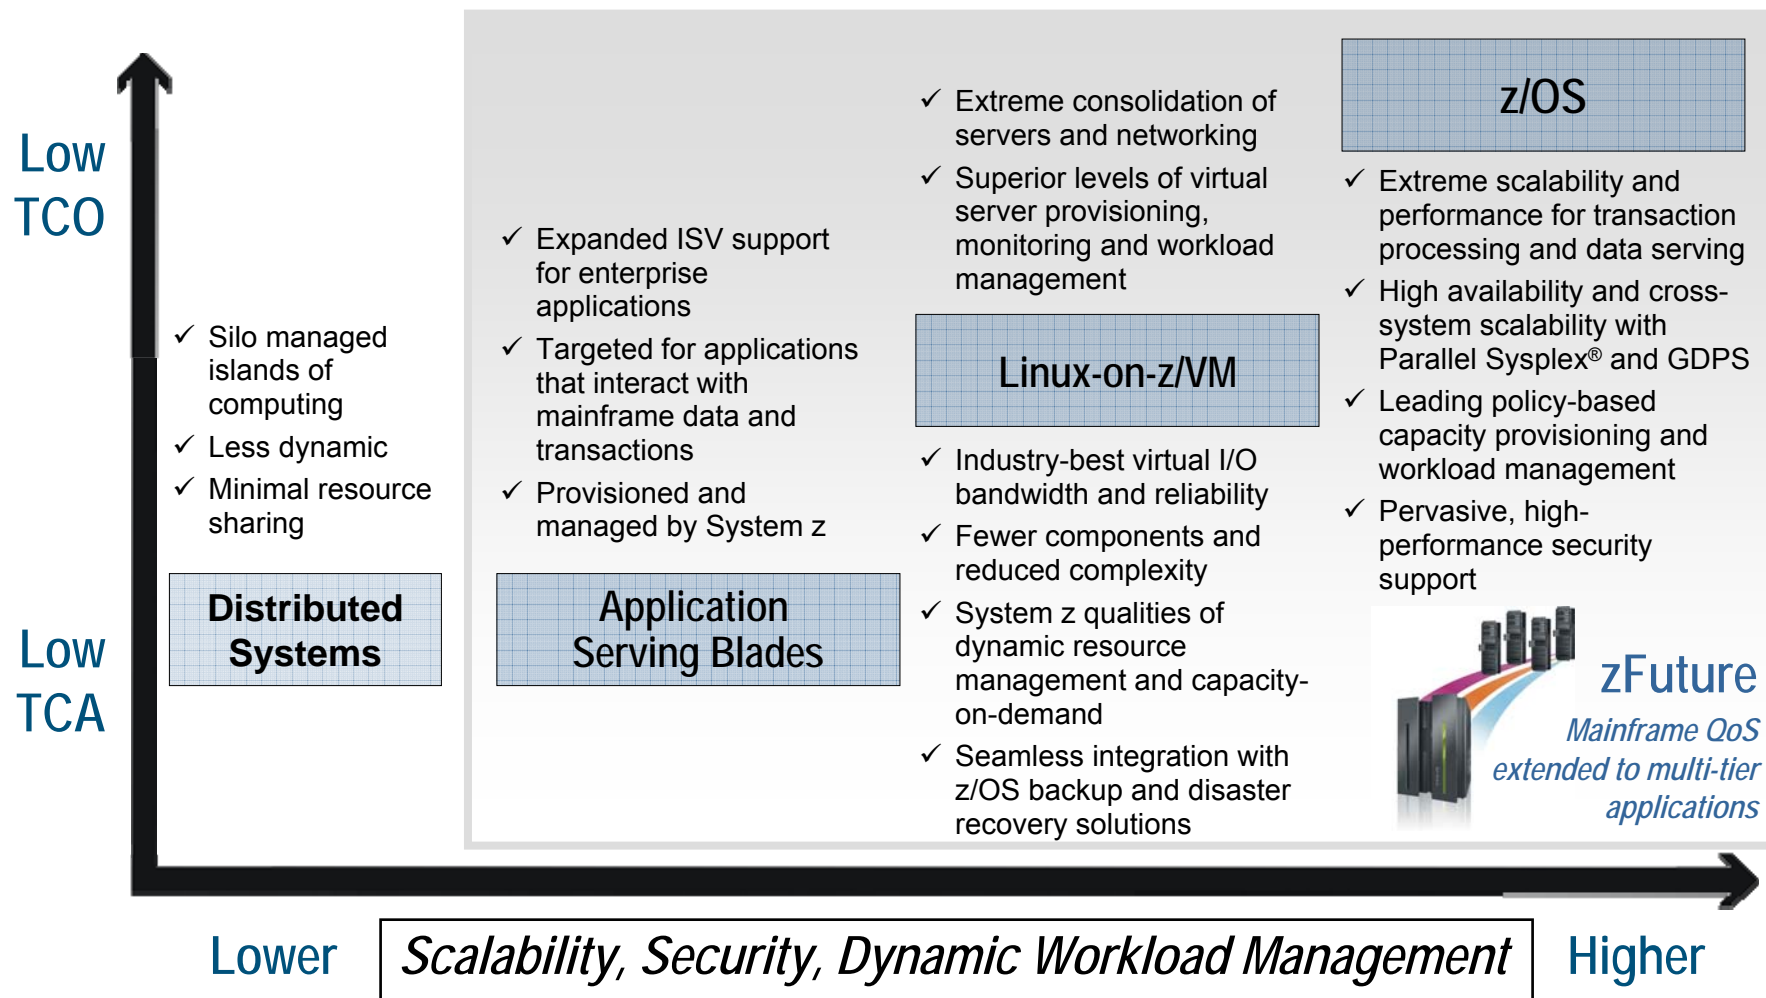 Low
TCO
Low
TCA
✓ Silo managed
islands of
computing
✓ Less dynamic
✓ Minimal resource
sharing
Distributed
Systems
✓ Expanded ISV support
for enterprise
applications
✓ Targeted for applications
that interact with
mainframe data and
transactions
✓ Provisioned and
managed by System z
Application
Serving Blades
✓ Extreme consolidation of
servers and networking
✓ Superior levels of virtual
server provisioning,
monitoring and workload
management
Linux-on-z/VM
✓ Industry-best virtual I/O
bandwidth and reliability
✓ Fewer components and
reduced complexity
✓ System z qualities of
dynamic resource
management and capacity-
on-demand
✓ Seamless integration with
z/OS backup and disaster
recovery solutions
z/OS
✓ Extreme scalability and
performance for transaction
processing and data serving
✓ High availability and cross-
system scalability with
Parallel Sysplex® and GDPS
✓ Leading policy-based
capacity provisioning and
workload management
✓ Pervasive, high-
performance security
support
zFuture
Mainframe QoS
extended to multi-tier
applications
Lower
Scalability, Security, Dynamic Workload Management
Higher